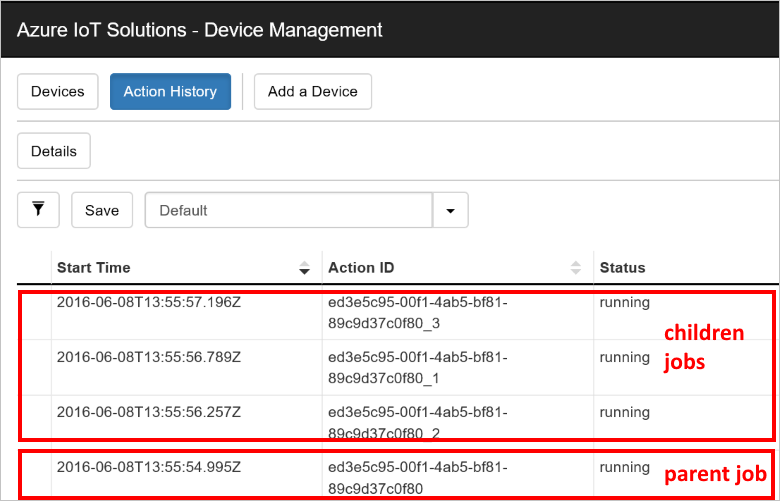 Azure IoT Solutions - Device Management
Devices
Action History
Add a Device
Details
Save
Default
Start Time
Action ID
Status
2016-06-08T13:55:57.196Z
ed3e5c95-00f1-4ab5-bf81-
89c9d37c0f80_3
running
children
jobs
2016-06-08T13:55:56.789Z
ed3e5c95-00f1-4ab5-bf81-
89c9d37c0f80_1
running
2016-06-08T13:55:56.257Z
ed3e5c95-00f1-4ab5-bf81-
89c9d37c0f80_2
running
2016-06-08T13:55:54.995Z
ed3e5c95-00f1-4ab5-bf81-
89c9d37c0f80
running
parent job